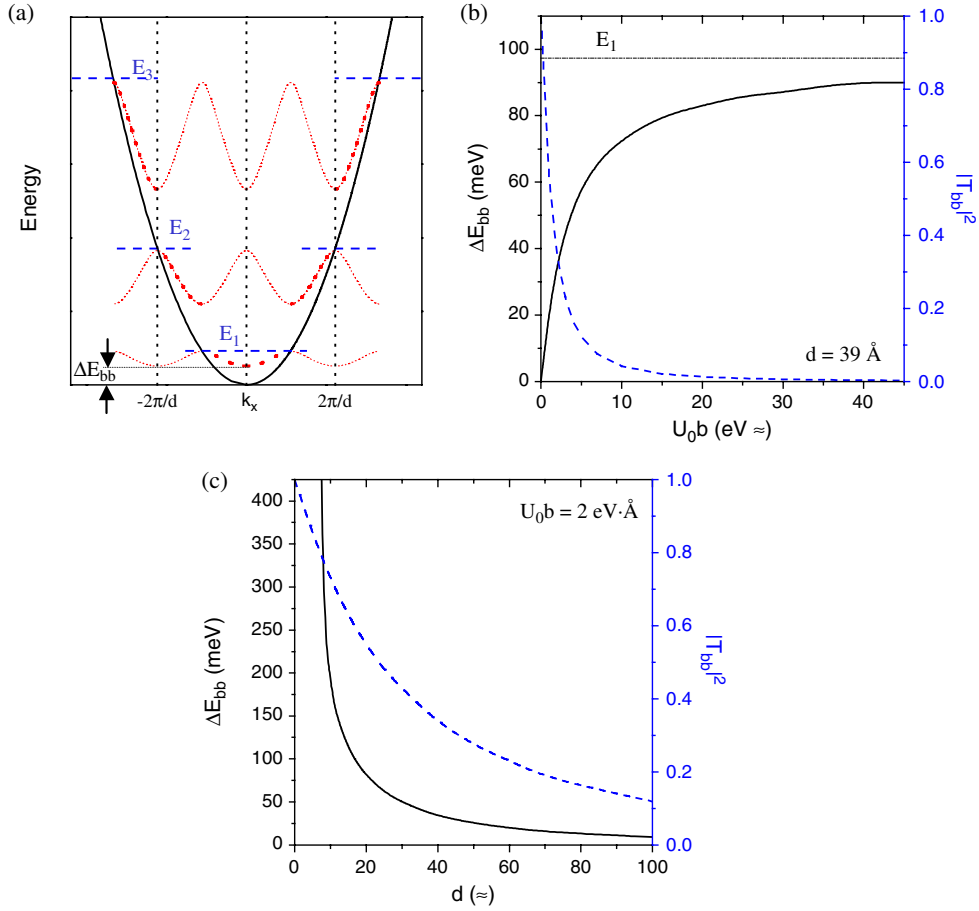 (a)
Energy
E3
E2
E1
ΔEbb
-2π/d
kx
2π/d
(b)
ΔEbb (meV)
100
80
60
40
20
0
E1
d = 39 Å
0
10
20
30
40
U0b (eV ≈)
1.0
0.8
0.6
0.4
0.2
0.0
|Tbb|²
(c)
ΔEbb (meV)
400
350
300
250
200
150
100
50
0
U0b = 2 eV·Å
0
20
40
60
80
100
d (≈)
1.0
0.8
0.6
0.4
0.2
0.0
|Tbb|²